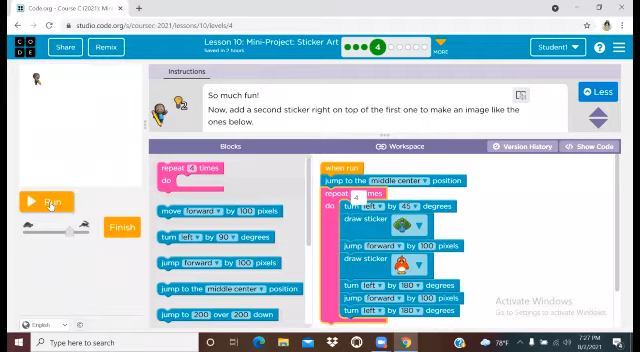 Code.org - Lesson 10: Mini-Projec
studio.code.org/s/coursec-2021/lessons/10/levels/4
C O
D E
Share
Remix
Lesson 10: Mini-Project: Sticker Art
Saved in 2 hours
4
MORE
Student1
?
Instructions
2
So much fun!
Now, add a second sticker right on top of the first one to make an image like the
ones below.
Less
Blocks
Workspace
Version History
</> Show Code
Run
Finish
English
repeat 4 times
do
move forward by 100 pixels
turn left by 90 degrees
jump forward by 100 pixels
jump to the middle center position
jump to 200 over 200 down
when run
jump to the middle center position
repeat 4 times
do
turn left by 45 degrees
draw sticker
jump forward by 100 pixels
draw sticker
turn left by 180 degrees
jump forward by 100 pixels
turn left by 180 degrees
Activate Windows
Go to Settings to activate Windows.
Type here to search
78°F
7:27 PM
8/2/2021